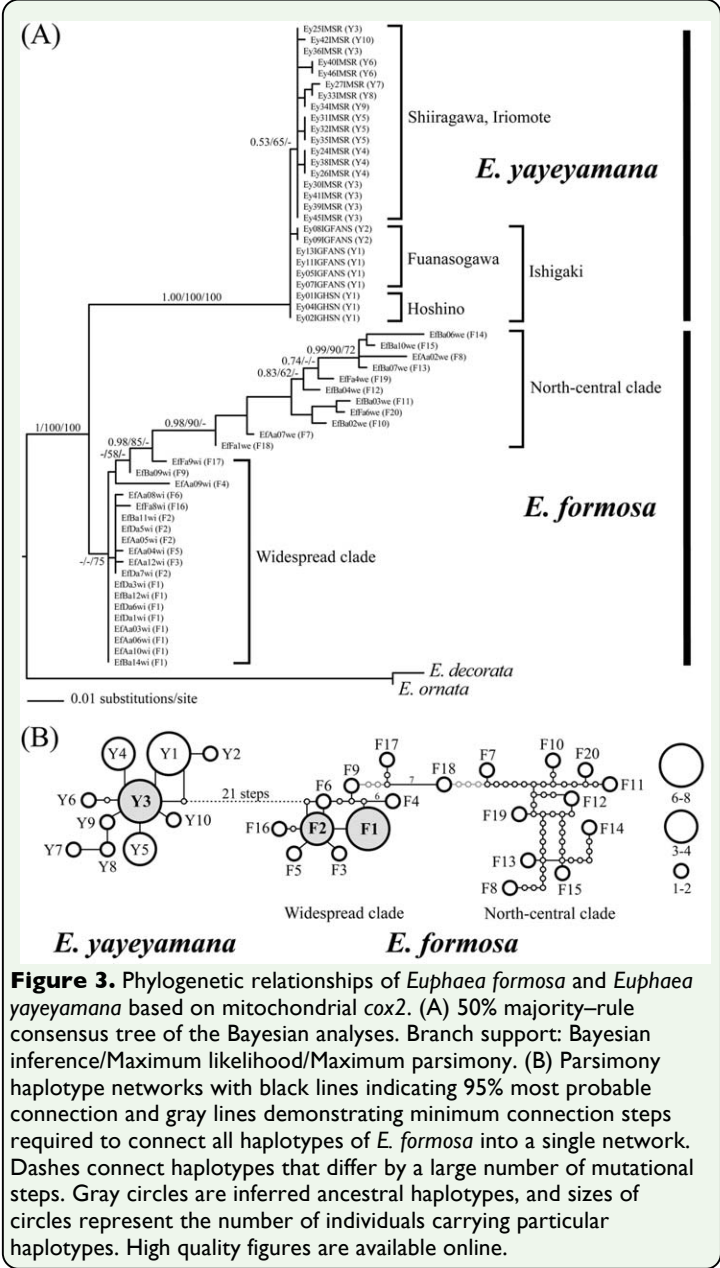 (A)
Ey25IMSR (Y3)
Ey42IMSR (Y10)
Ey36IMSR (Y3)
Ey40IMSR (Y6)
Ey46IMSR (Y6)
Ey27IMSR (Y7)
Ey33IMSR (Y8)
Ey34IMSR (Y9)
Ey31IMSR (Y5)
Ey32IMSR (Y5)
Ey35IMSR (Y5)
Ey24IMSR (Y4)
Ey38IMSR (Y4)
Ey26IMSR (Y4)
Ey30IMSR (Y3)
Ey41IMSR (Y3)
Ey39IMSR (Y3)
Ey45IMSR (Y3)
Ey08IGFANS (Y2)
Ey09IGFANS (Y2)
Ey13IGFANS (Y1)
Ey11IGFANS (Y1)
Ey05IGFANS (Y1)
Ey07IGFANS (Y1)
Ey01IGHSN (Y1)
Ey04IGHSN (Y1)
Ey02IGHSN (Y1)
0.53/65/-
Shiiragawa, Iriomote
E. yayeyamana
Fuanasogawa
Ishigaki
Hoshino
1.00/100/100
EfBa06we (F14)
EfBa10we (F15)
EfAa02we (F8)
EfBa07we (F13)
EfFa4we (F19)
EfBa04we (F12)
EfBa03we (F11)
EfFa6we (F20)
EfBa02we (F10)
EfAa07we (F7)
EfFa1we (F18)
EfFa9wi (F17)
EfBa09wi (F9)
EfAa09wi (F4)
EfAa08wi (F6)
EfFa8wi (F16)
EfBa11wi (F2)
EfDa5wi (F2)
EfAa05wi (F2)
EfAa04wi (F5)
EfAa12wi (F3)
EfDa7wi (F2)
EfDa3wi (F1)
EfBa12wi (F1)
EfDa6wi (F1)
EfDa1wi (F1)
EfAa03wi (F1)
EfAa06wi (F1)
EfAa10wi (F1)
EfBa14wi (F1)
0.99/90/72
0.74/-/-
0.83/62/-
0.98/90/-
0.98/85/-
-/58/-
1/100/100
-/-/75
North-central clade
E. formosa
Widespread clade
E. decorata
E. ornata
0.01 substitutions/site
(B)
Y4
Y1
Y2
Y6
Y3
Y10
Y9
Y7
Y8
Y5
21 steps
F17
F9
7
F18
F6
6
F4
F16
F2
F1
F5
F3
F7
F10
F20
F11
F12
F19
F14
F13
F8
F15
6-8
3-4
1-2
Widespread clade
North-central clade
E. yayeyamana
E. formosa
Figure 3. Phylogenetic relationships of Euphaea formosa and Euphaea
yayeyamana based on mitochondrial cox2. (A) 50% majority–rule
consensus tree of the Bayesian analyses. Branch support: Bayesian
inference/Maximum likelihood/Maximum parsimony. (B) Parsimony
haplotype networks with black lines indicating 95% most probable
connection and gray lines demonstrating minimum connection steps
required to connect all haplotypes of E. formosa into a single network.
Dashes connect haplotypes that differ by a large number of mutational
steps. Gray circles are inferred ancestral haplotypes, and sizes of
circles represent the number of individuals carrying particular
haplotypes. High quality figures are available online.